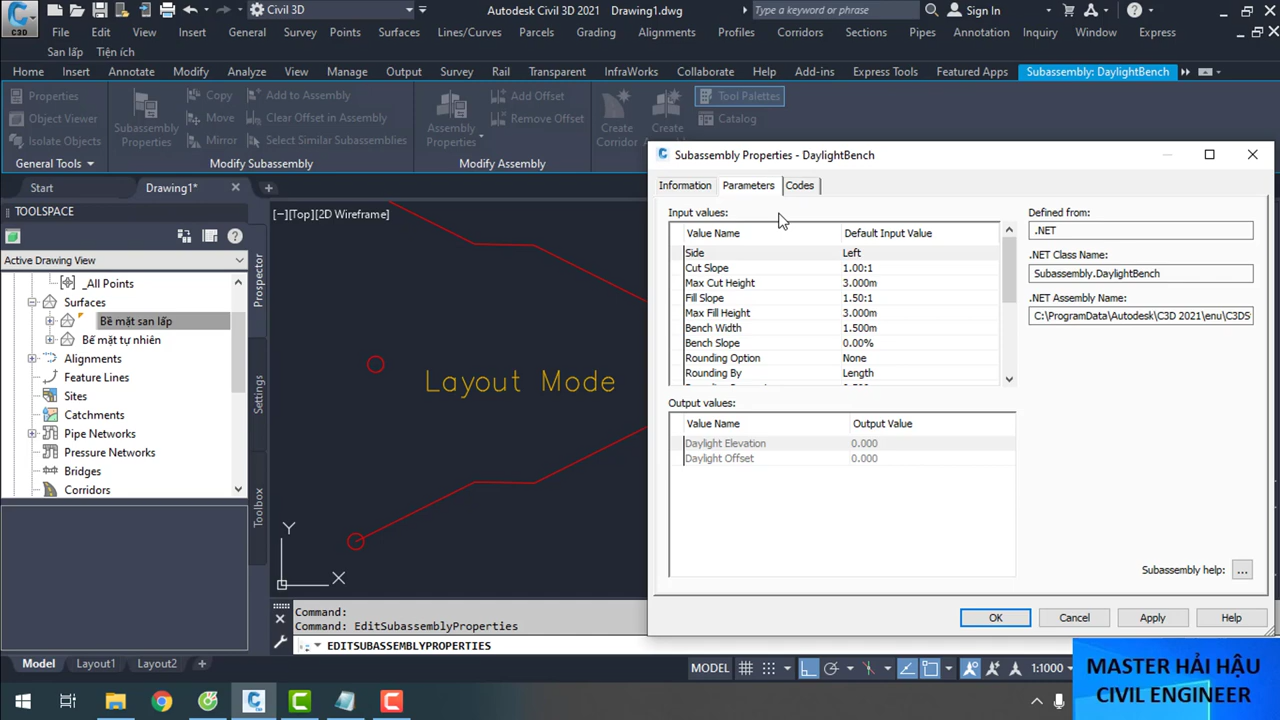 C3D
Civil 3D
Autodesk Civil 3D 2021 Drawing1.dwg
Type a keyword or phrase
Sign In
File Edit View Insert General Survey Points Surfaces Lines/Curves Parcels Grading Alignments Profiles Corridors Sections Pipes Annotation Inquiry Window Express
San lấp Tiện ích
Home Insert Annotate Modify Analyze View Manage Output Survey Rail Transparent InfraWorks Collaborate Help Add-ins Express Tools Featured Apps Subassembly: DaylightBench
Properties
Object Viewer
Isolate Objects
General Tools
Subassembly
Properties
Copy
Move
Mirror
Add to Assembly
Clear Offset in Assembly
Select Similar Subassemblies
Modify Subassembly
Assembly
Properties
Add Offset
Remove Offset
Modify Assembly
Create
Corridor
Create
Tool Palettes
Catalog
Start Drawing1*
TOOLSPACE
Active Drawing View
_All Points
Surfaces
Bề mặt san lấp
Bề mặt tự nhiên
Alignments
Feature Lines
Sites
Catchments
Pipe Networks
Pressure Networks
Bridges
Corridors
Prospector
Settings
Toolbox
[−][Top][2D Wireframe]
Layout Mode
Y
X
Command:
Command: EditSubassemblyProperties
EDITSUBASSEMBLYPROPERTIES
Subassembly Properties - DaylightBench
Information Parameters Codes
Input values:
Value Name Default Input Value
Side Left
Cut Slope 1.00:1
Max Cut Height 3.000m
Fill Slope 1.50:1
Max Fill Height 3.000m
Bench Width 1.500m
Bench Slope 0.00%
Rounding Option None
Rounding By Length
Output values:
Value Name Output Value
Daylight Elevation 0.000
Daylight Offset 0.000
Defined from:
.NET
.NET Class Name:
Subassembly.DaylightBench
.NET Assembly Name:
C:\ProgramData\Autodesk\C3D 2021\enu\C3DS
Subassembly help: ...
OK Cancel Apply Help
Model Layout1 Layout2
MODEL
1:1000
MASTER HẢI HẬU
CIVIL ENGINEER